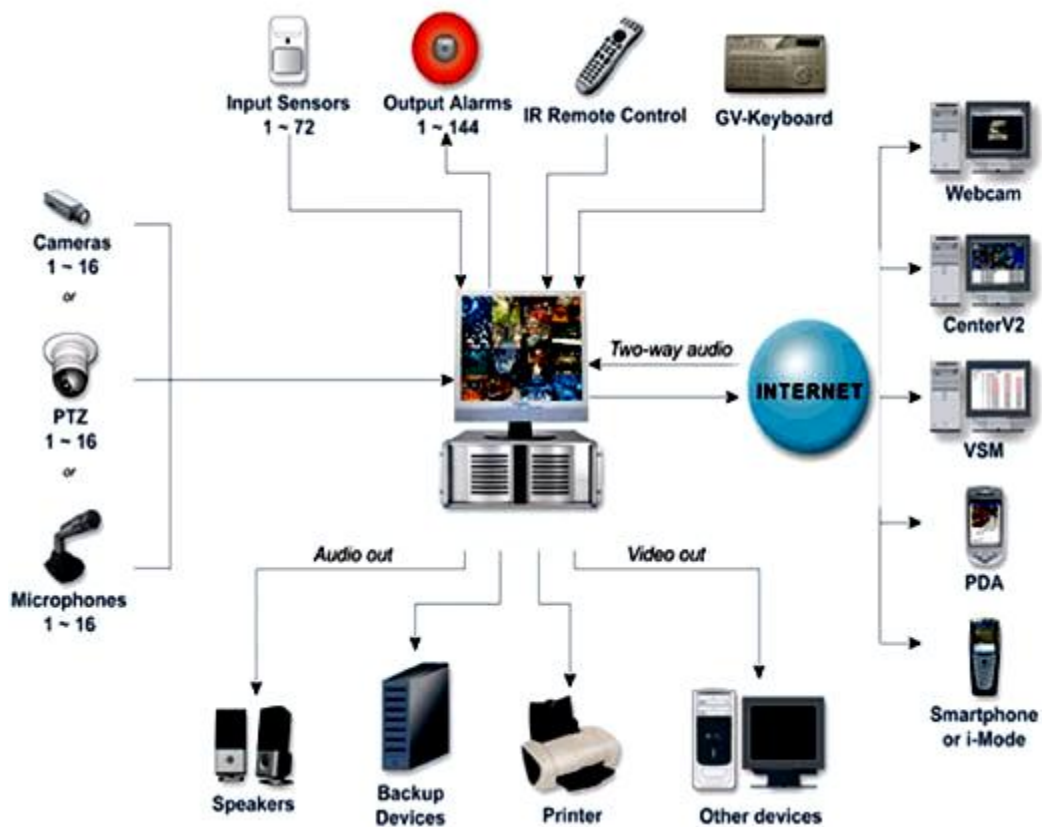 Input Sensors
1 ~ 72
Output Alarms
1 ~ 144
IR Remote Control
GV-Keyboard
Cameras
1 ~ 16
or
PTZ
1 ~ 16
or
Microphones
1 ~ 16
Two-way audio
INTERNET
Webcam
CenterV2
VSM
PDA
Smartphone
or i-Mode
Audio out
Video out
Speakers
Backup
Devices
Printer
Other devices